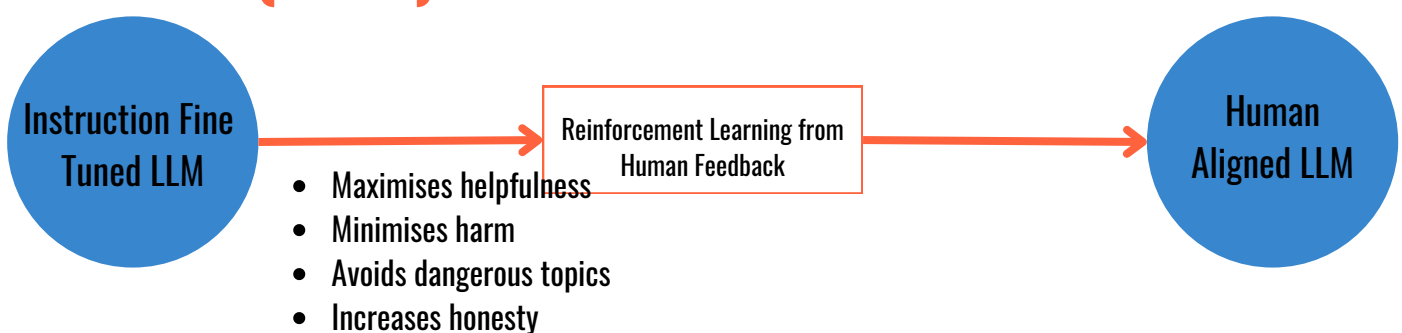 Instruction Fine
Tuned LLM
Reinforcement Learning from
Human Feedback
Human
Aligned LLM
• Maximises helpfulness
• Minimises harm
• Avoids dangerous topics
• Increases honesty